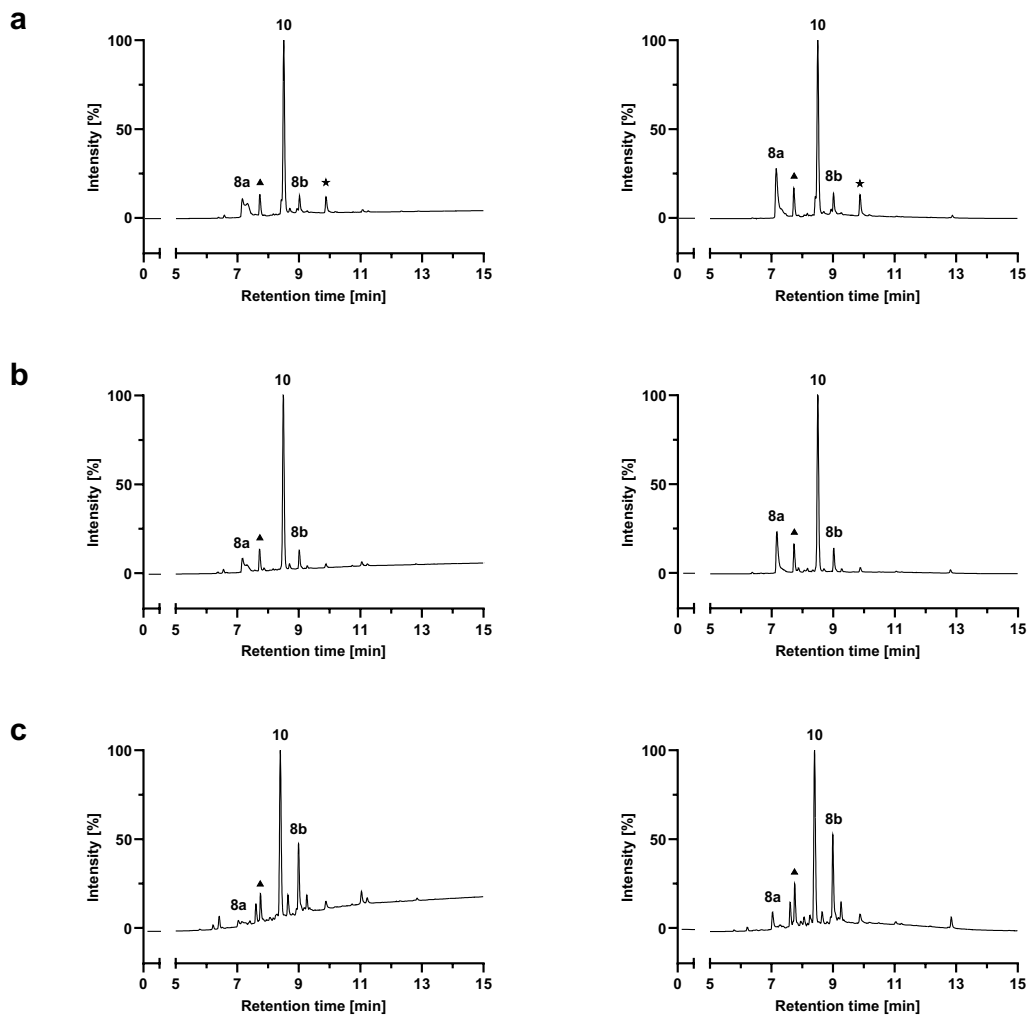 a
10
100
50
0
Intensity [%]
8a ▲ 8b ★
0 5 7 9 11 13 15
Retention time [min]
10
100
50
0
Intensity [%]
8a ▲ 8b ★
0 5 7 9 11 13 15
Retention time [min]
b
10
100
50
0
Intensity [%]
8a ▲ 8b
0 5 7 9 11 13 15
Retention time [min]
10
100
50
0
Intensity [%]
8a ▲ 8b
0 5 7 9 11 13 15
Retention time [min]
c
10
100
50
0
Intensity [%]
8a ▲ 8b
0 5 7 9 11 13 15
Retention time [min]
10
100
50
0
Intensity [%]
8a ▲ 8b
0 5 7 9 11 13 15
Retention time [min]